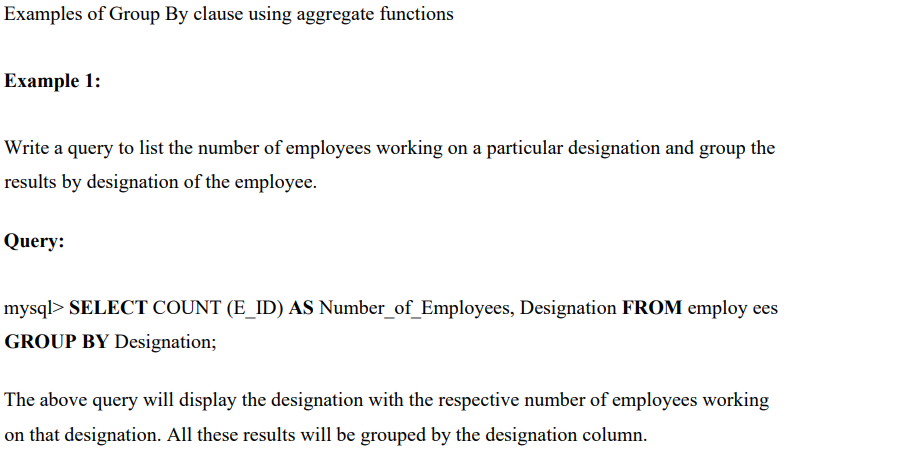 Examples of Group By clause using aggregate functions
Example 1:
Write a query to list the number of employees working on a particular designation and group the
results by designation of the employee.
Query:
mysql> SELECT COUNT (E_ID) AS Number_of_Employees, Designation FROM employ ees
GROUP BY Designation;
The above query will display the designation with the respective number of employees working
on that designation. All these results will be grouped by the designation column.